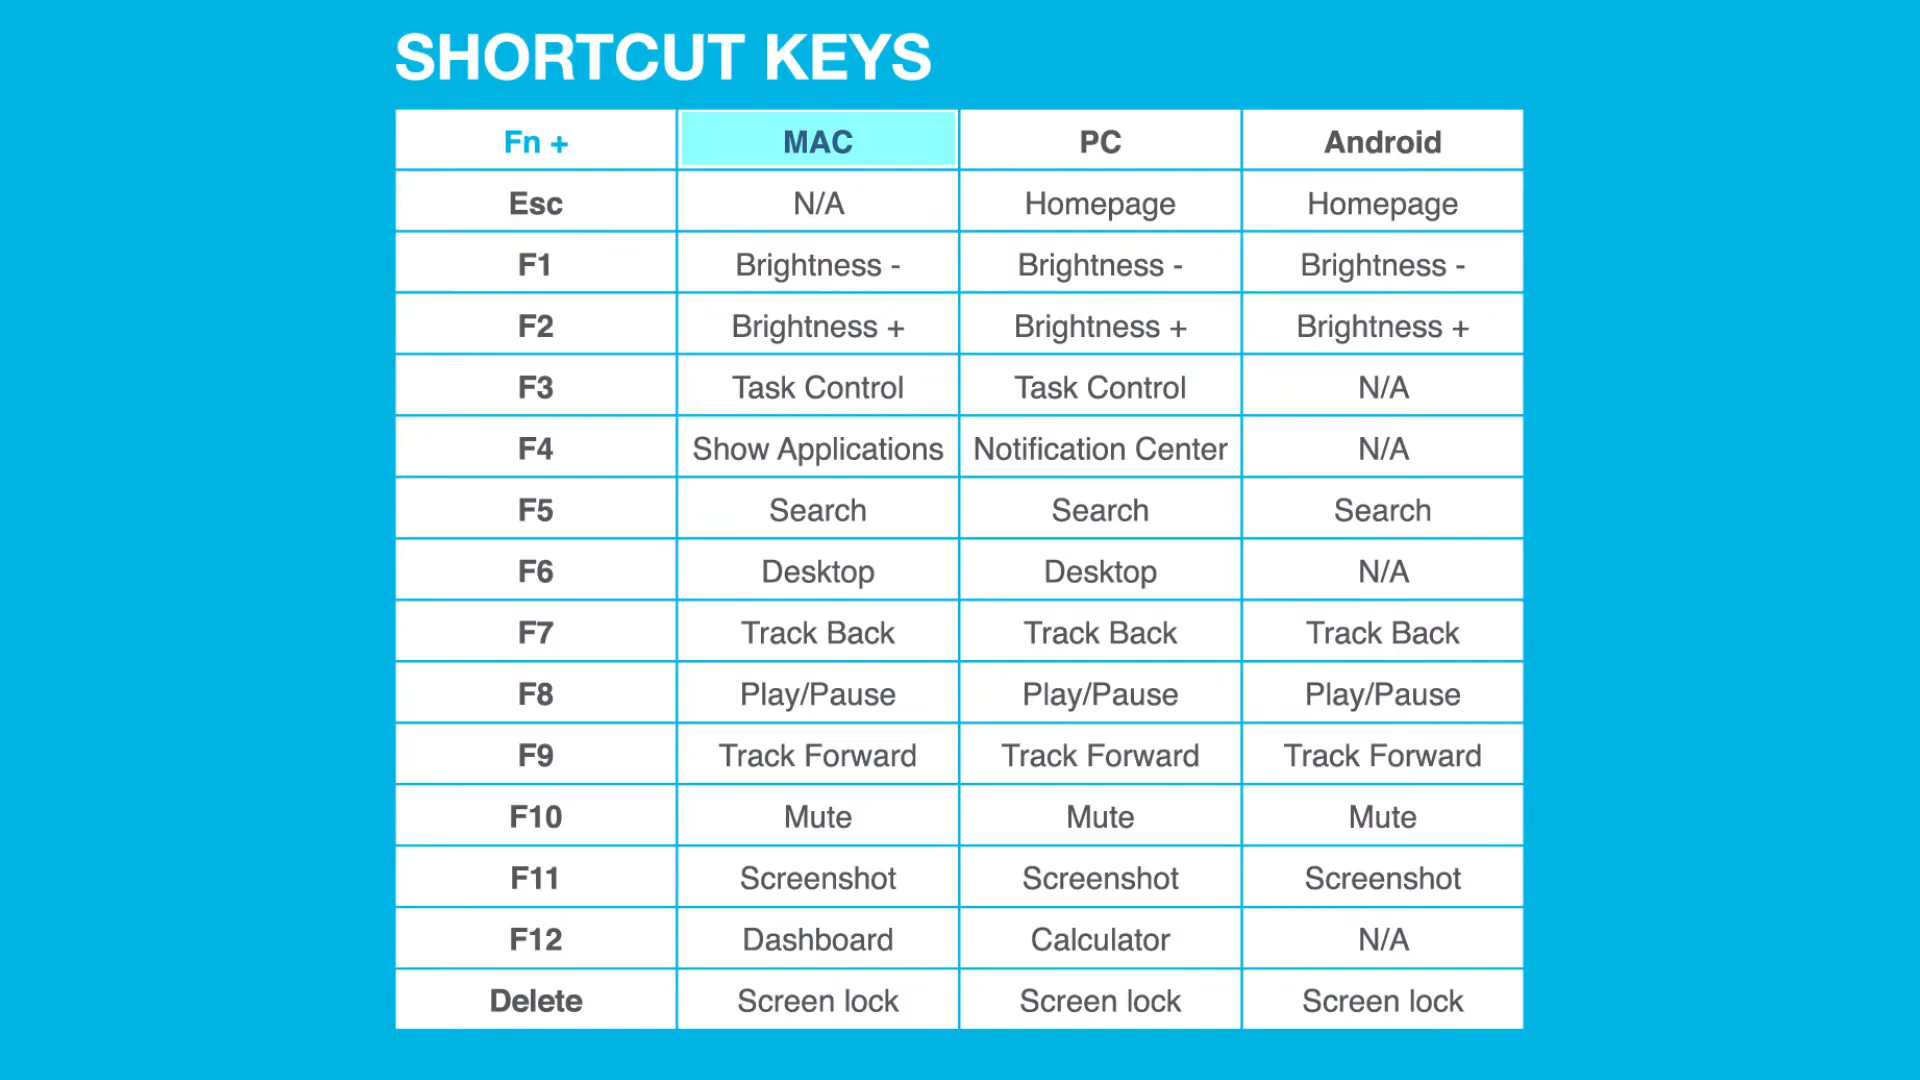 SHORTCUT KEYS
Fn + MAC PC Android
Esc N/A Homepage Homepage
F1 Brightness - Brightness - Brightness -
F2 Brightness + Brightness + Brightness +
F3 Task Control Task Control N/A
F4 Show Applications Notification Center N/A
F5 Search Search Search
F6 Desktop Desktop N/A
F7 Track Back Track Back Track Back
F8 Play/Pause Play/Pause Play/Pause
F9 Track Forward Track Forward Track Forward
F10 Mute Mute Mute
F11 Screenshot Screenshot Screenshot
F12 Dashboard Calculator N/A
Delete Screen lock Screen lock Screen lock